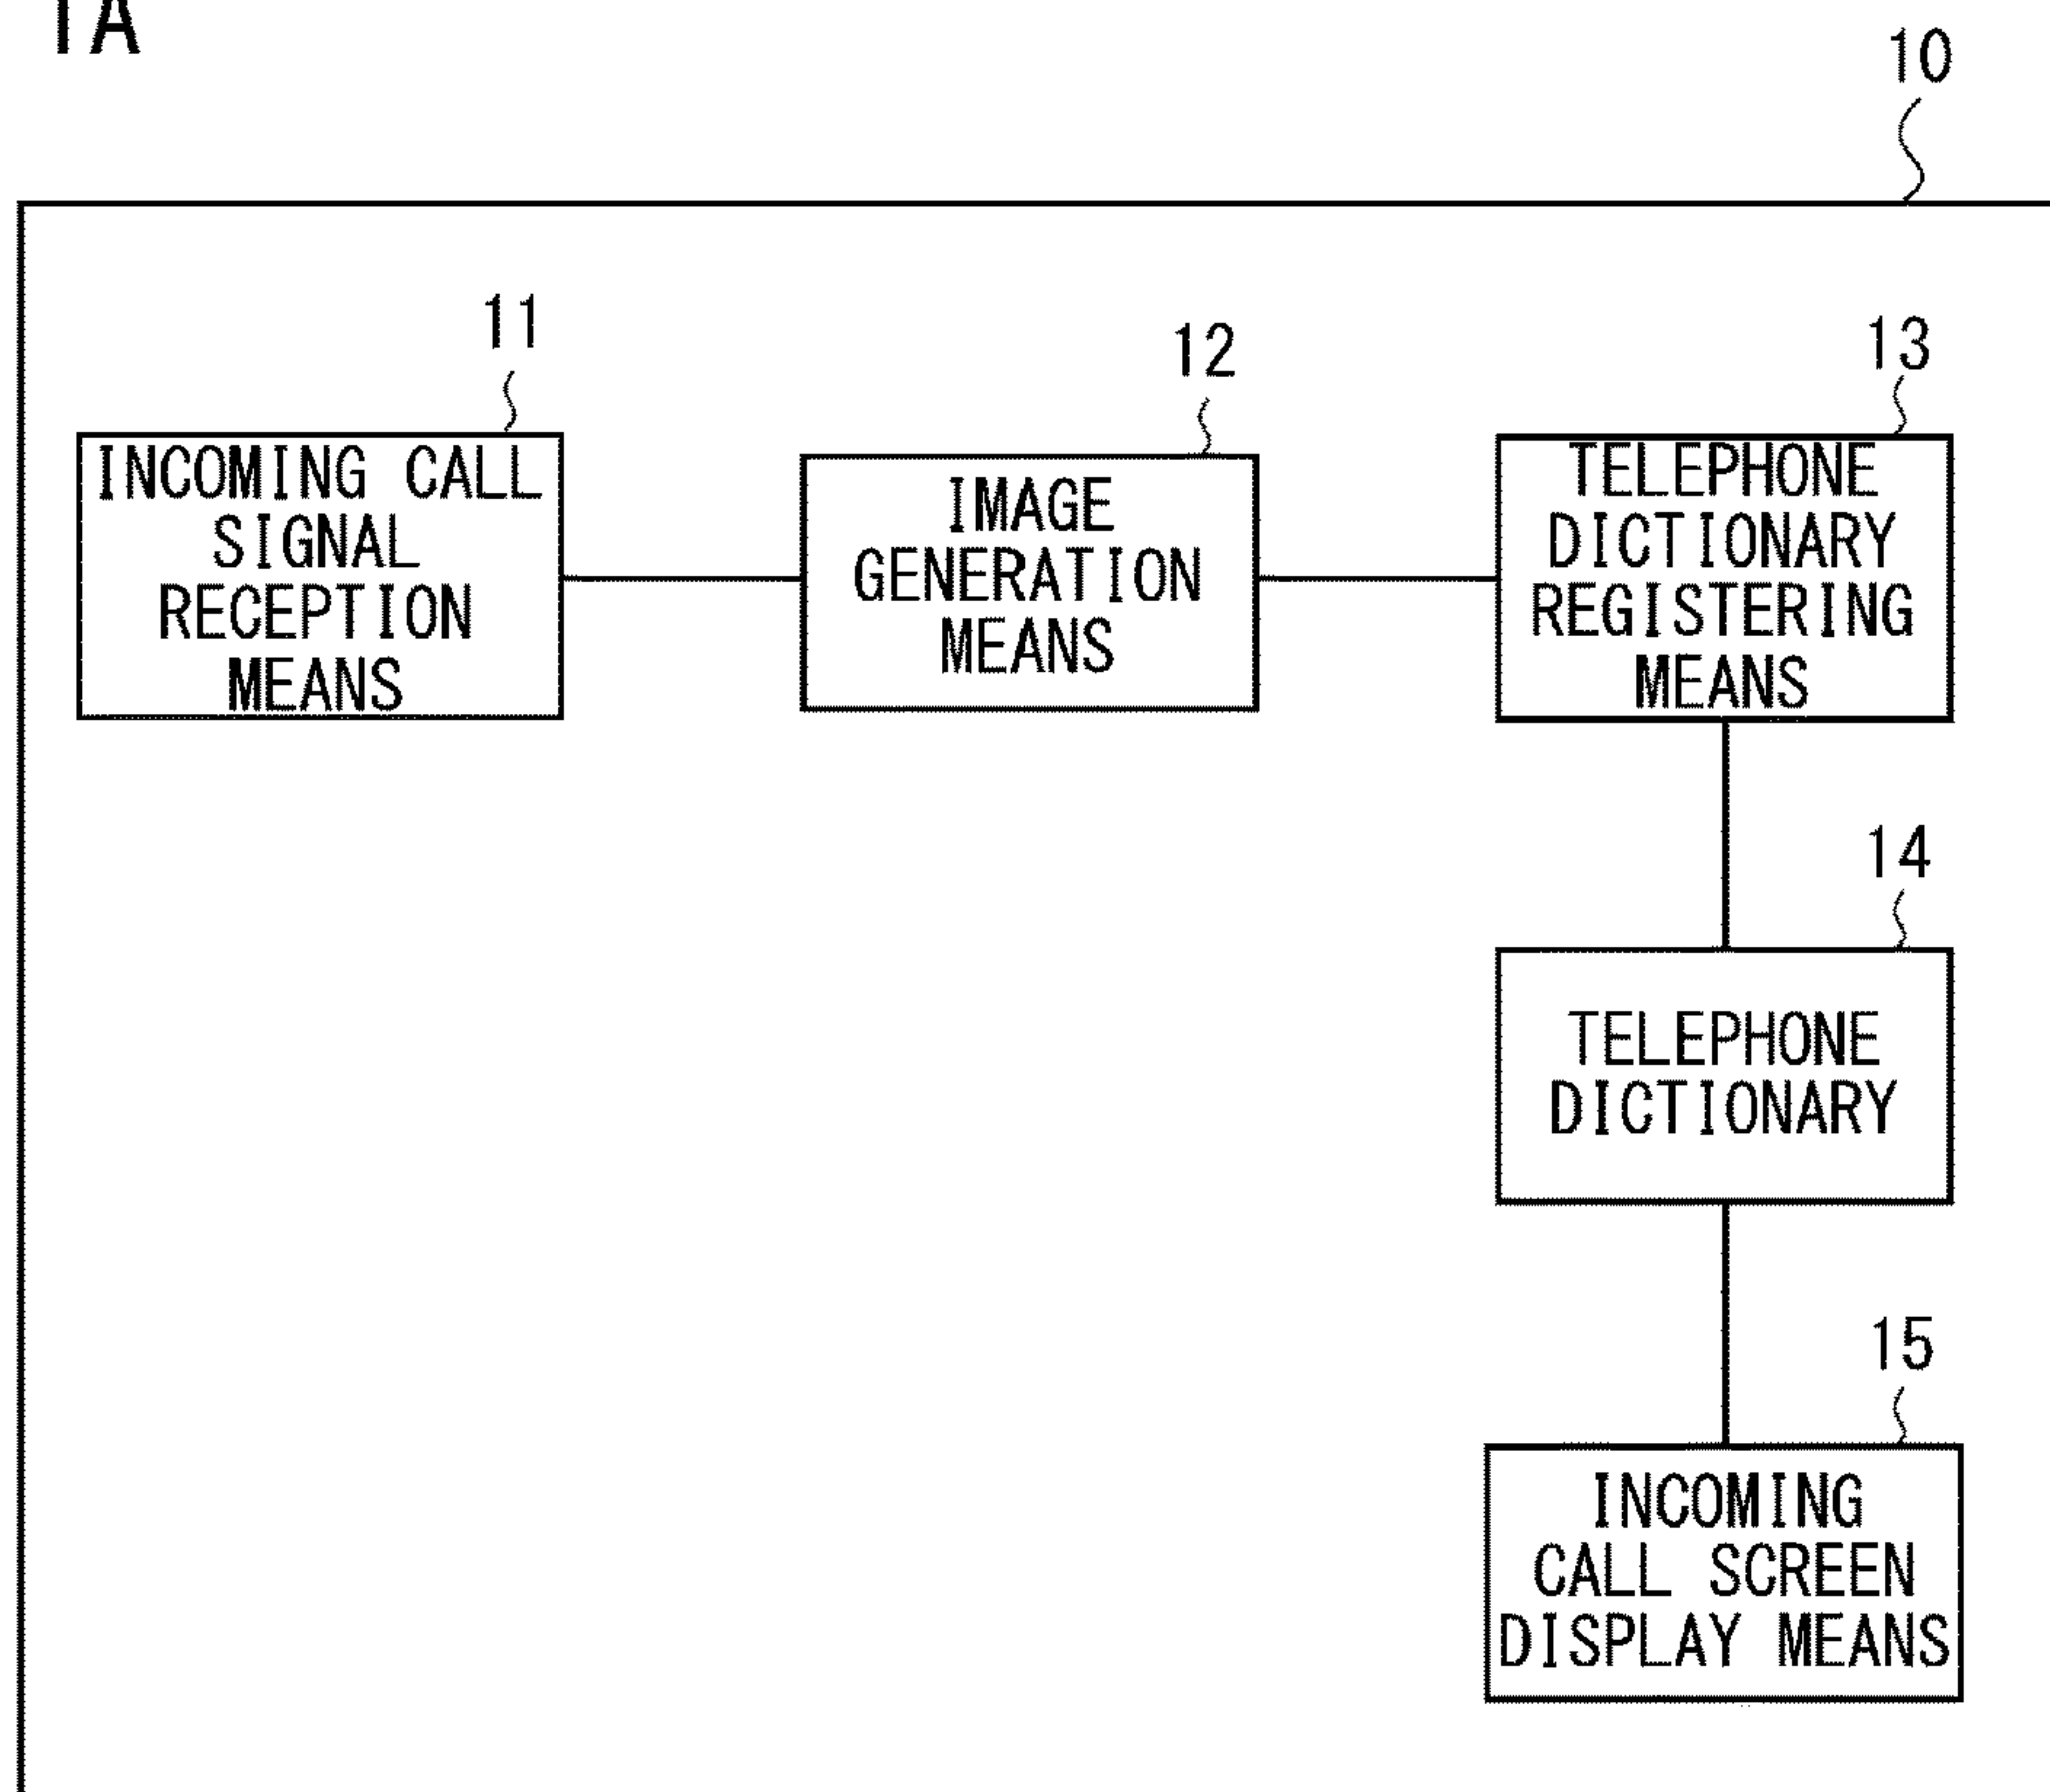 1A
10
11
INCOMING CALL
SIGNAL
RECEPTION
MEANS
12
IMAGE
GENERATION
MEANS
13
TELEPHONE
DICTIONARY
REGISTERING
MEANS
14
TELEPHONE
DICTIONARY
15
INCOMING
CALL SCREEN
DISPLAY MEANS